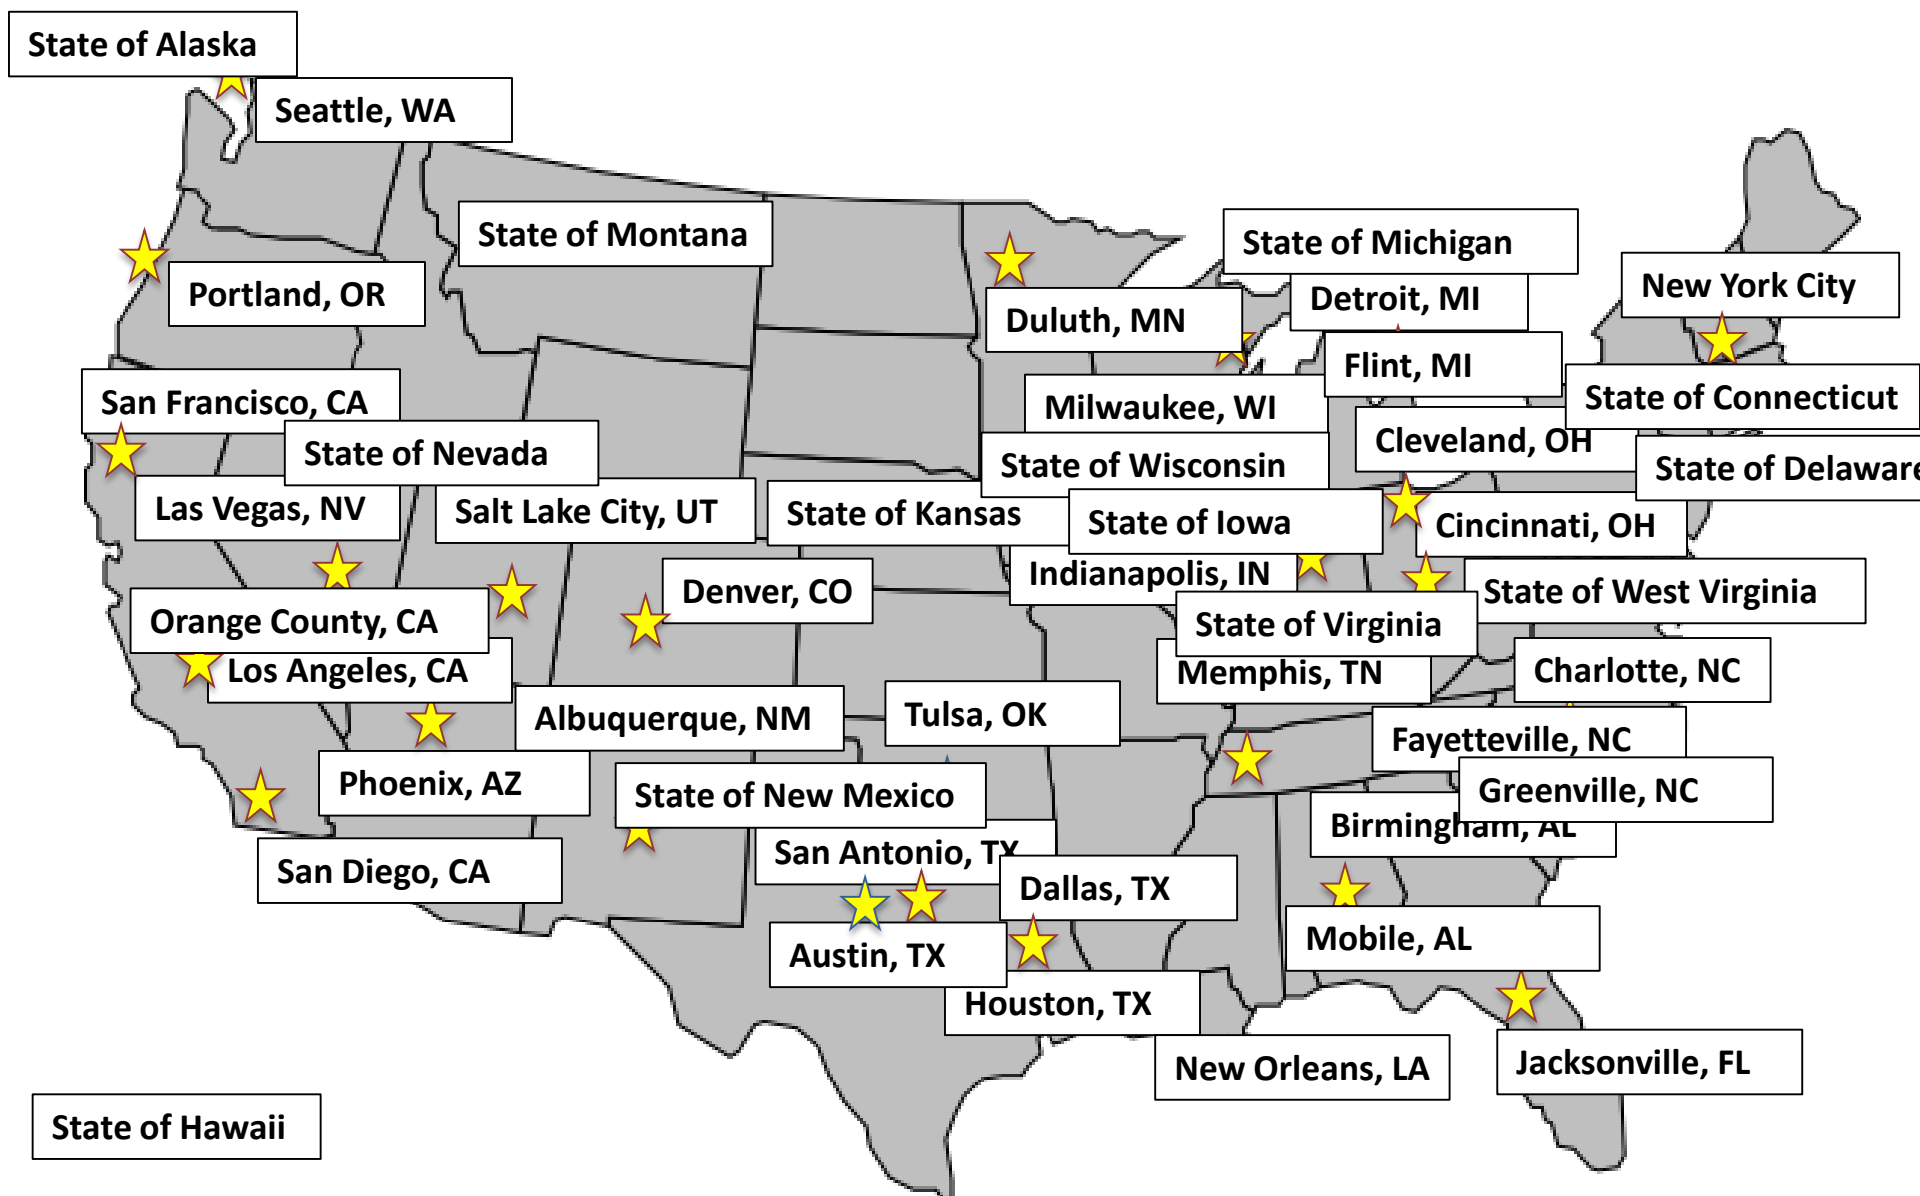 State of Alaska
Seattle, WA
State of Montana
State of Michigan
New York City
Portland, OR
Detroit, MI
Duluth, MN
Flint, MI
State of Connecticut
San Francisco, CA
Milwaukee, WI
Cleveland, OH
State of Nevada
State of Wisconsin
State of Delaware
Las Vegas, NV
Salt Lake City, UT
State of Kansas
State of Iowa
Cincinnati, OH
Indianapolis, IN
Denver, CO
State of West Virginia
Orange County, CA
State of Virginia
Los Angeles, CA
Memphis, TN
Charlotte, NC
Albuquerque, NM
Tulsa, OK
Fayetteville, NC
Phoenix, AZ
State of New Mexico
Greenville, NC
Birmingham, AL
San Antonio, TX
San Diego, CA
Dallas, TX
Austin, TX
Mobile, AL
Houston, TX
New Orleans, LA
Jacksonville, FL
State of Hawaii